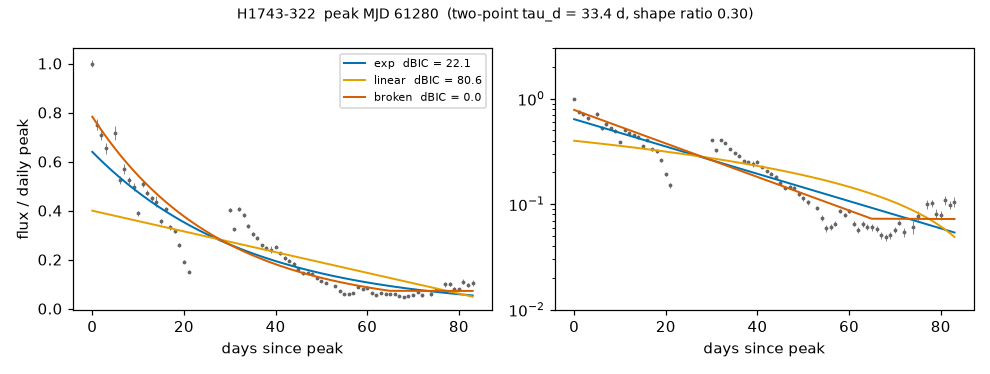 H1743-322  peak MJD 61280  (two-point tau_d = 33.4 d, shape ratio 0.30)
exp  dBIC = 22.1
linear  dBIC = 80.6
broken  dBIC = 0.0
flux / daily peak
1.0
0.8
0.6
0.4
0.2
0.0
0 20 40 60 80
days since peak
10^0
10^-1
10^-2
0 20 40 60 80
days since peak